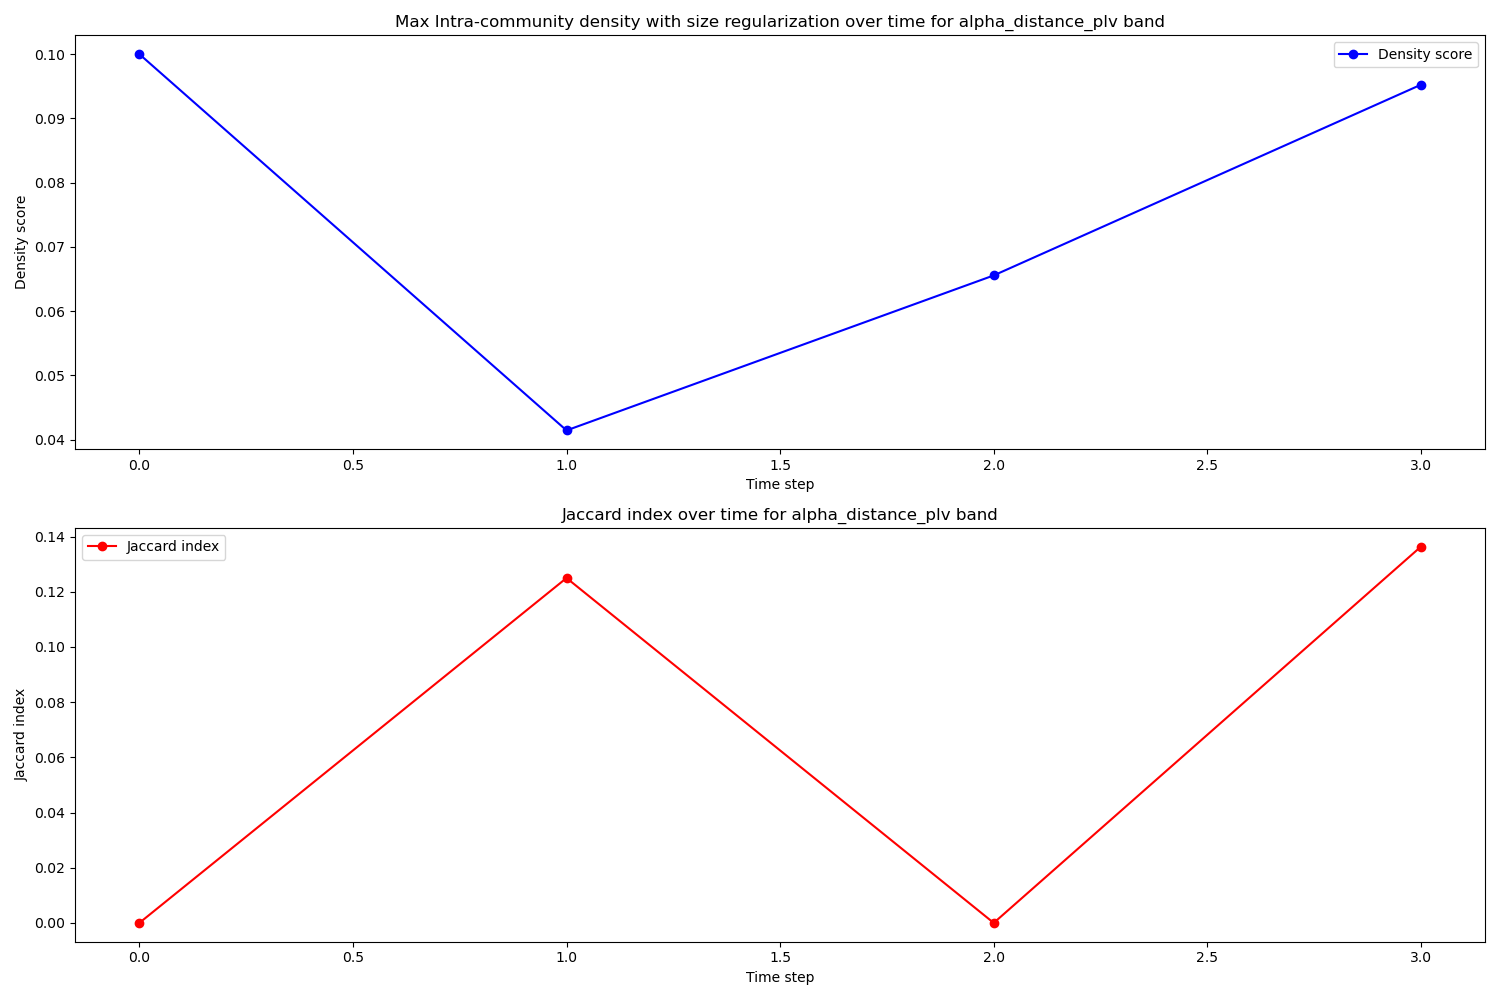 Max Intra-community density with size regularization over time for alpha_distance_plv band
Density score
0.10
0.09
0.08
0.07
0.06
0.05
0.04
Density score
0.0 0.5 1.0 1.5 2.0 2.5 3.0
Time step
Jaccard index over time for alpha_distance_plv band
Jaccard index
0.14
0.12
0.10
0.08
0.06
0.04
0.02
0.00
Jaccard index
0.0 0.5 1.0 1.5 2.0 2.5 3.0
Time step